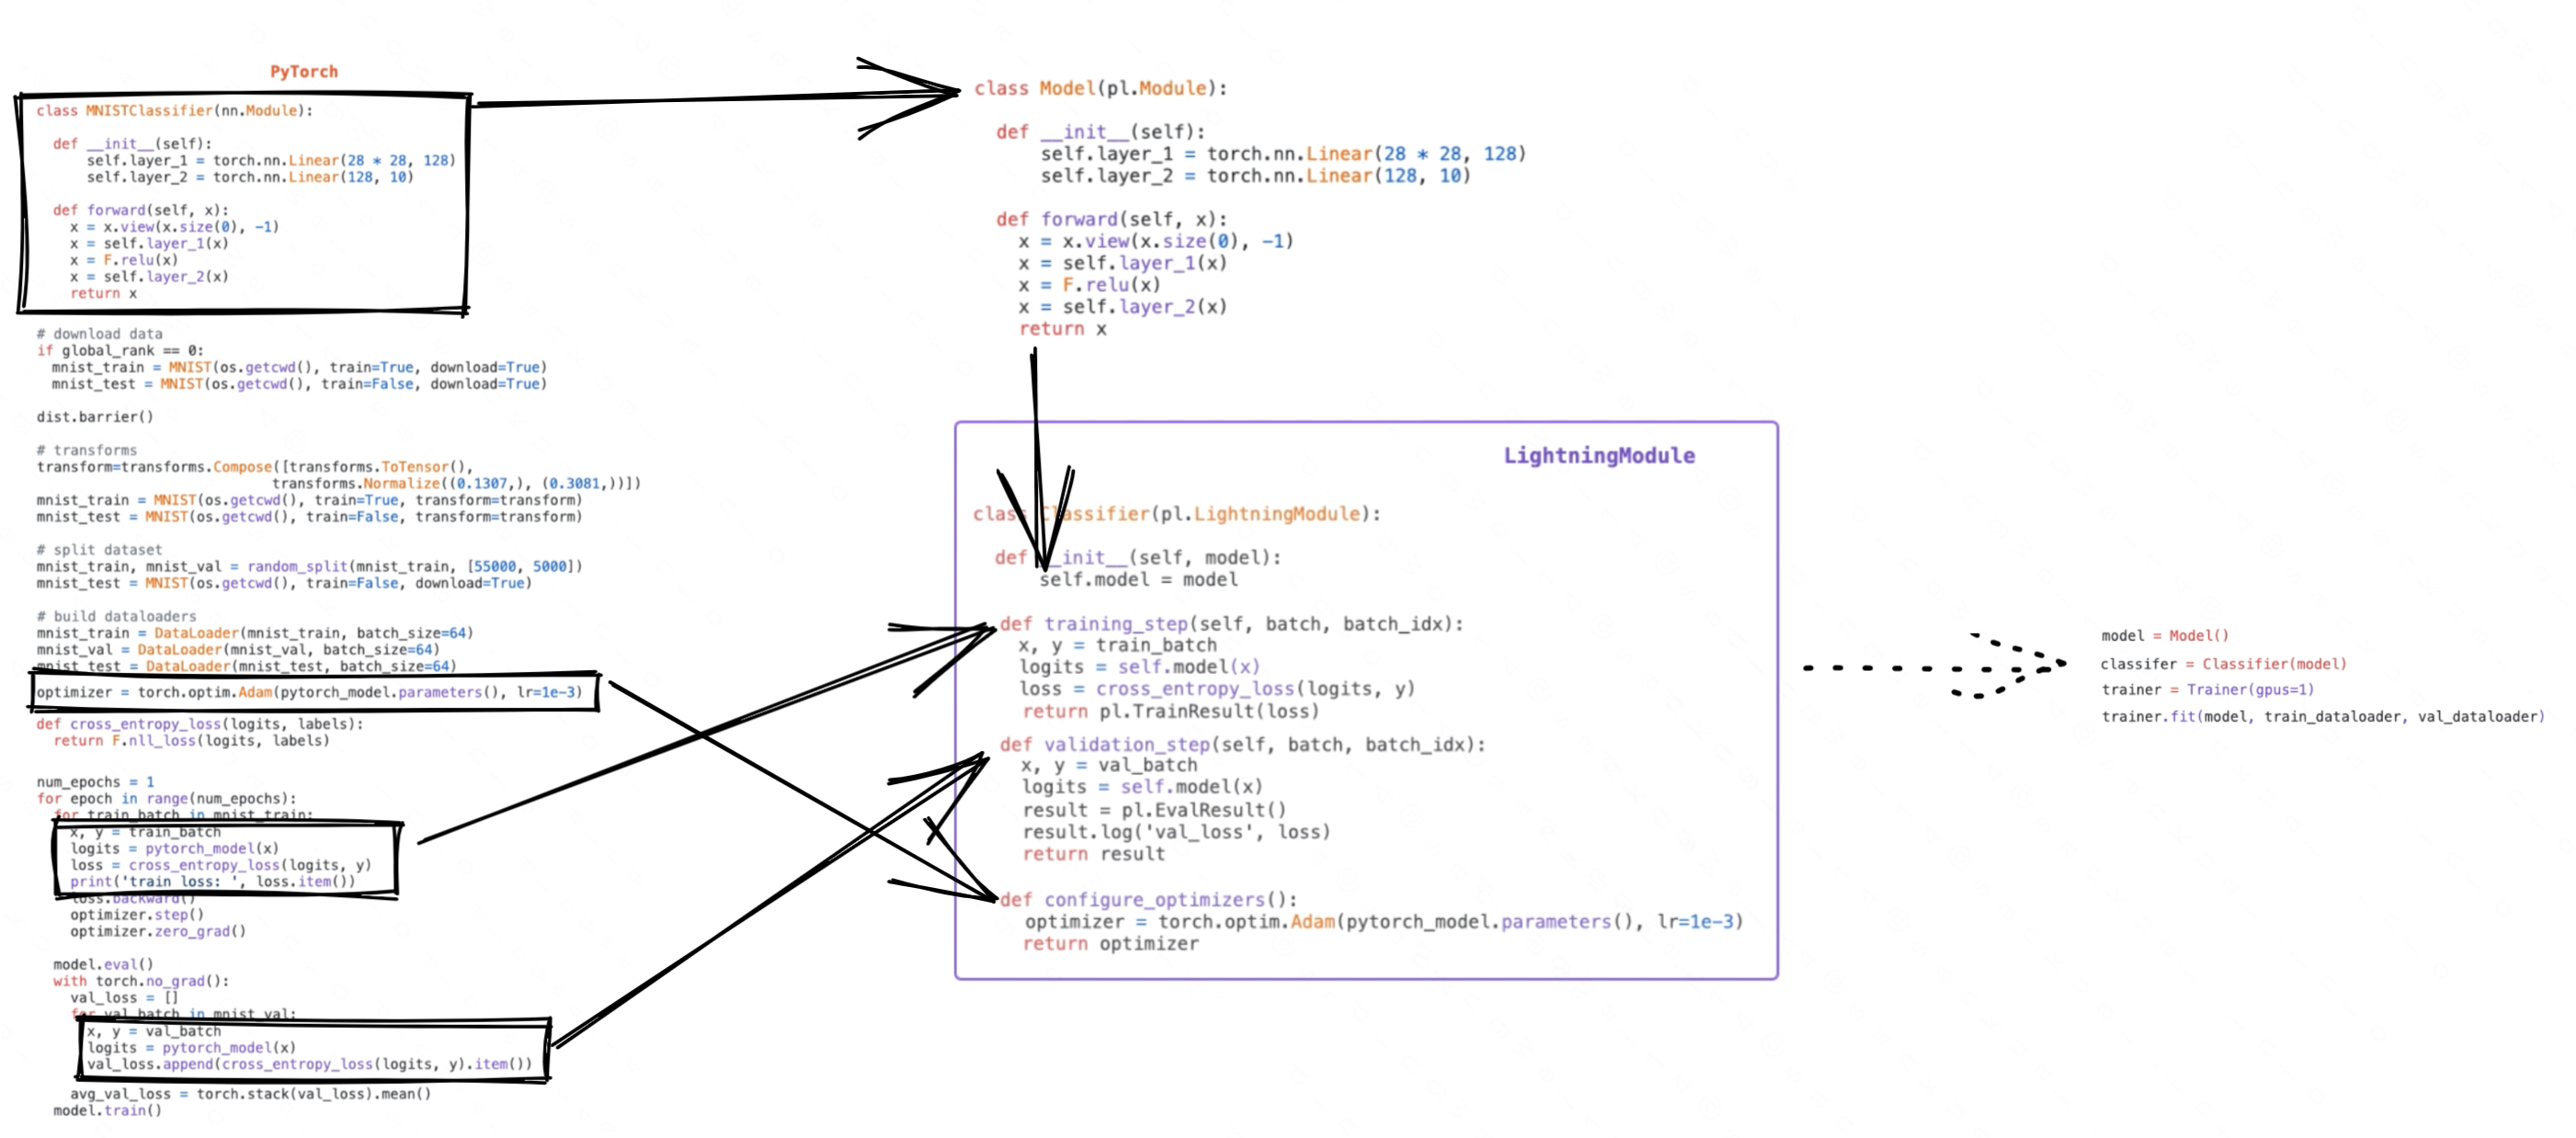 PyTorch
class MNISTClassifier(nn.Module):
def __init__(self):
self.layer_1 = torch.nn.Linear(28 * 28, 128)
self.layer_2 = torch.nn.Linear(128, 10)
def forward(self, x):
x = x.view(x.size(0), -1)
x = self.layer_1(x)
x = F.relu(x)
x = self.layer_2(x)
return x
# download data
if global_rank == 0:
mnist_train = MNIST(os.getcwd(), train=True, download=True)
mnist_test = MNIST(os.getcwd(), train=False, download=True)
dist.barrier()
# transforms
transform=transforms.Compose([transforms.ToTensor(),
transforms.Normalize((0.1307,), (0.3081,))])
mnist_train = MNIST(os.getcwd(), train=True, transform=transform)
mnist_test = MNIST(os.getcwd(), train=False, transform=transform)
# split dataset
mnist_train, mnist_val = random_split(mnist_train, [55000, 5000])
mnist_test = MNIST(os.getcwd(), train=False, download=True)
# build dataloaders
mnist_train = DataLoader(mnist_train, batch_size=64)
mnist_val = DataLoader(mnist_val, batch_size=64)
mnist_test = DataLoader(mnist_test, batch_size=64)
optimizer = torch.optim.Adam(pytorch_model.parameters(), lr=1e-3)
def cross_entropy_loss(logits, labels):
return F.nll_loss(logits, labels)
num_epochs = 1
for epoch in range(num_epochs):
for train_batch in mnist_train:
x, y = train_batch
logits = pytorch_model(x)
loss = cross_entropy_loss(logits, y)
print('train loss: ', loss.item())
loss.backward()
optimizer.step()
optimizer.zero_grad()
model.eval()
with torch.no_grad():
val_loss = []
for val_batch in mnist_val:
x, y = val_batch
logits = pytorch_model(x)
val_loss.append(cross_entropy_loss(logits, y).item())
avg_val_loss = torch.stack(val_loss).mean()
model.train()
class Model(pl.Module):
def __init__(self):
self.layer_1 = torch.nn.Linear(28 * 28, 128)
self.layer_2 = torch.nn.Linear(128, 10)
def forward(self, x):
x = x.view(x.size(0), -1)
x = self.layer_1(x)
x = F.relu(x)
x = self.layer_2(x)
return x
LightningModule
class Classifier(pl.LightningModule):
def __init__(self, model):
self.model = model
def training_step(self, batch, batch_idx):
x, y = train_batch
logits = self.model(x)
loss = cross_entropy_loss(logits, y)
return pl.TrainResult(loss)
def validation_step(self, batch, batch_idx):
x, y = val_batch
logits = self.model(x)
result = pl.EvalResult()
result.log('val_loss', loss)
return result
def configure_optimizers():
optimizer = torch.optim.Adam(pytorch_model.parameters(), lr=1e-3)
return optimizer
model = Model()
classifer = Classifier(model)
trainer = Trainer(gpus=1)
trainer.fit(model, train_dataloader, val_dataloader)